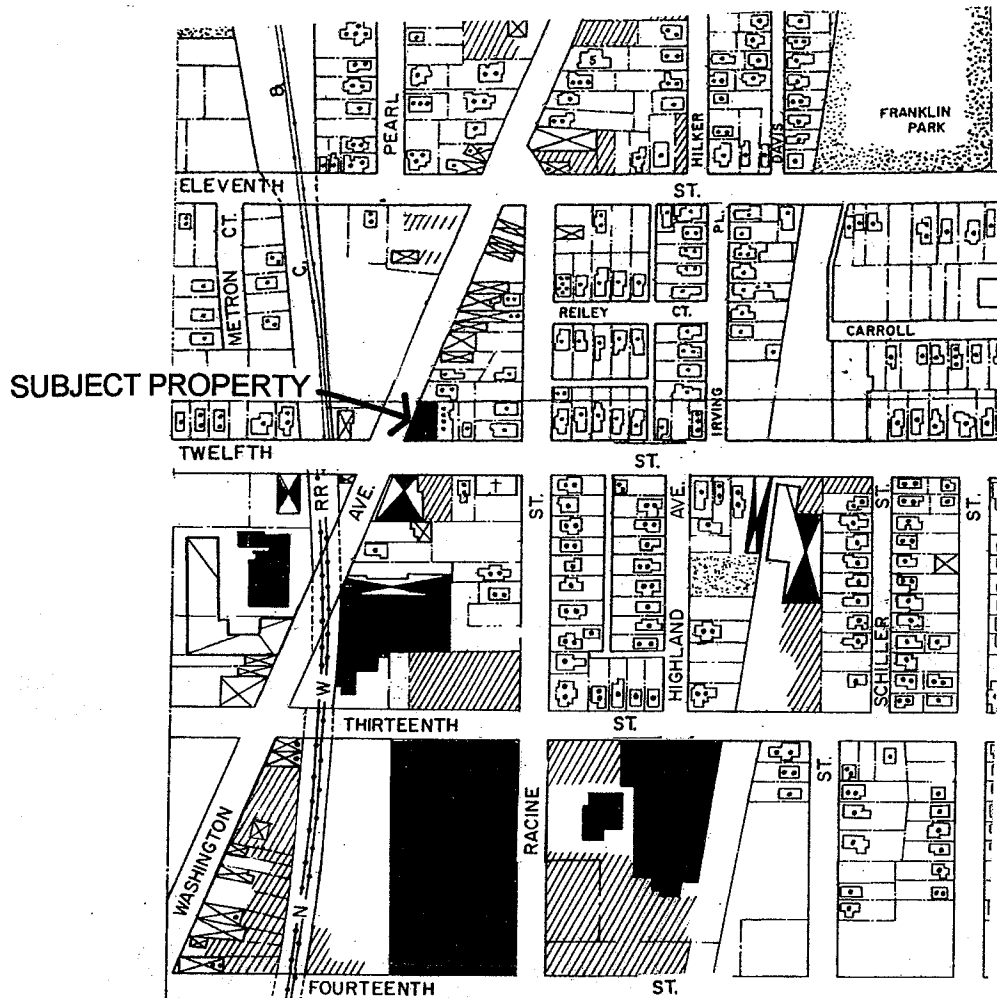 B.
PEARL
5
HILKER
DAVIS
FRANKLIN
PARK
ELEVENTH
ST.
METRON CT.
C.
PL.
REILEY
CT.
CARROLL
IRVING
SUBJECT PROPERTY
TWELFTH
ST.
RR
AVE.
ST.
AVE.
ST.
ST.
HIGHLAND
SCHILLER
W
THIRTEENTH
ST.
ST.
RACINE
WASHINGTON
N
FOURTEENTH
ST.